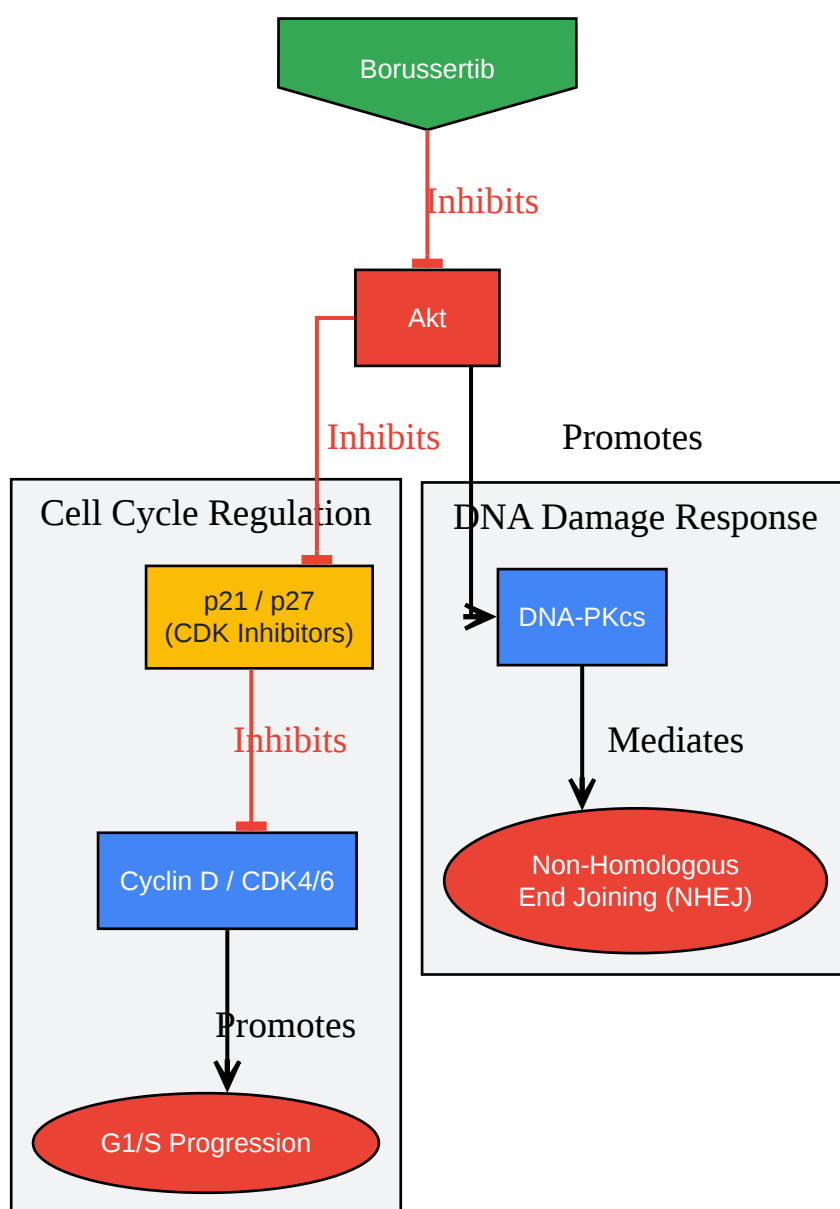 Borussertib
Inhibits
Akt
Inhibits
Promotes
Cell Cycle Regulation
DNA Damage Response
p21 / p27
(CDK Inhibitors)
DNA-PKcs
Inhibits
Mediates
Cyclin D / CDK4/6
Non-Homologous
End Joining (NHEJ)
Promotes
G1/S Progression